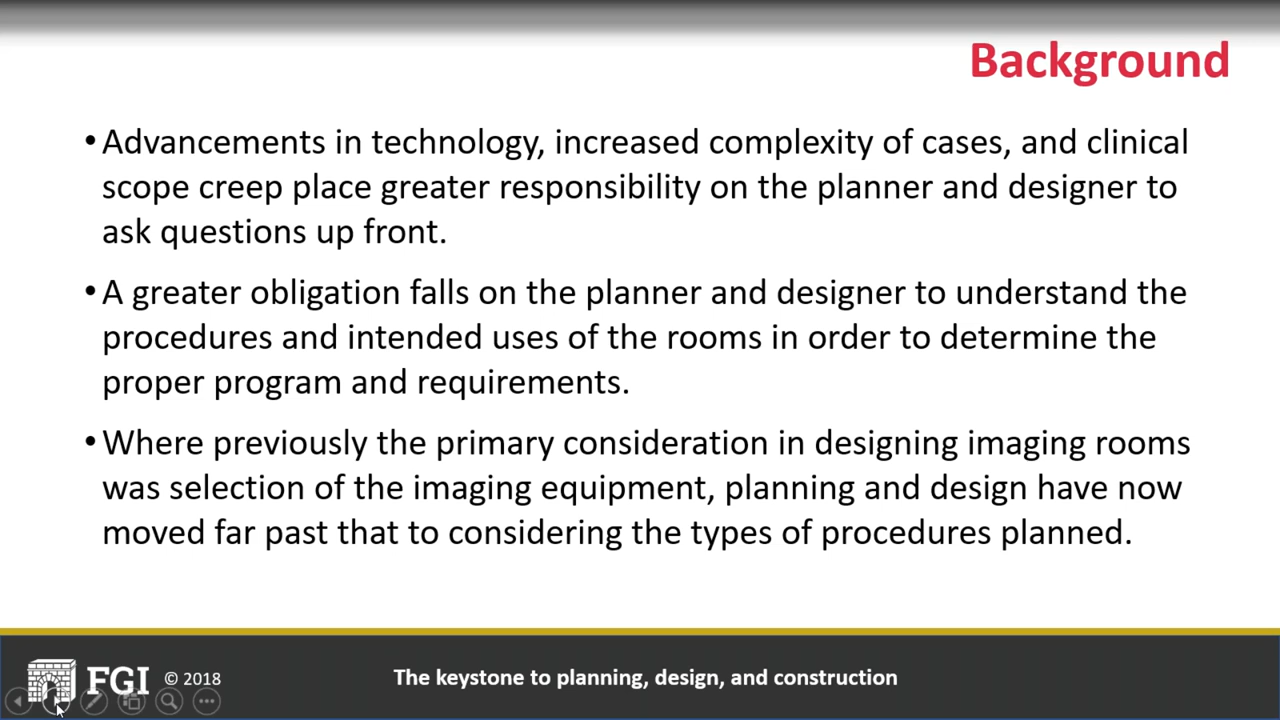 Background
•Advancements in technology, increased complexity of cases, and clinical
scope creep place greater responsibility on the planner and designer to
ask questions up front.
•A greater obligation falls on the planner and designer to understand the
procedures and intended uses of the rooms in order to determine the
proper program and requirements.
•Where previously the primary consideration in designing imaging rooms
was selection of the imaging equipment, planning and design have now
moved far past that to considering the types of procedures planned.
FGI © 2018
The keystone to planning, design, and construction